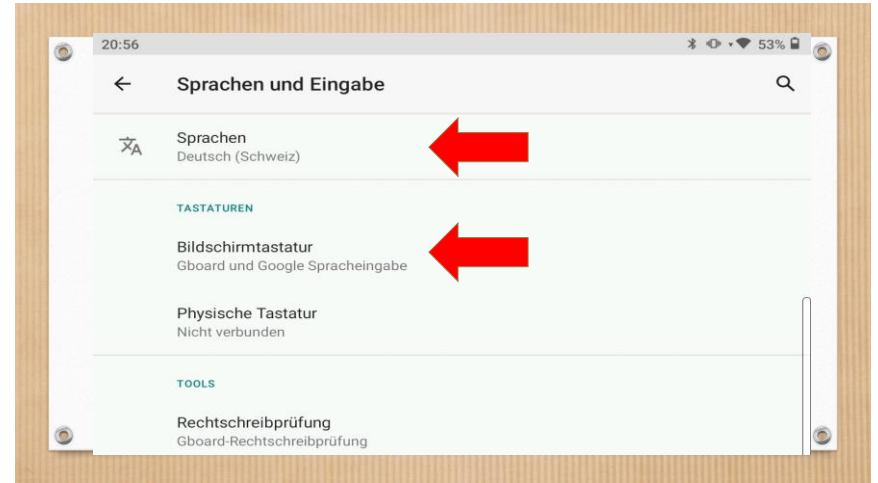 20:56
53%
Sprachen und Eingabe
Sprachen
Deutsch (Schweiz)
TASTATUREN
Bildschirmtastatur
Gboard und Google Spracheingabe
Physische Tastatur
Nicht verbunden
TOOLS
Rechtschreibprüfung
Gboard-Rechtschreibprüfung